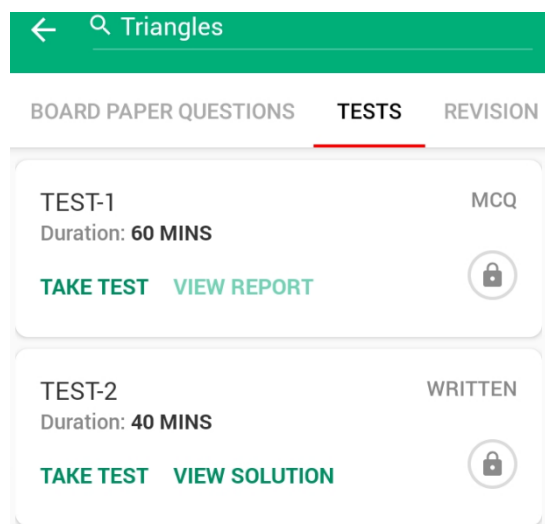 Triangles
BOARD PAPER QUESTIONS TESTS REVISION
TEST-1 MCQ
Duration: 60 MINS
TAKE TEST VIEW REPORT
TEST-2 WRITTEN
Duration: 40 MINS
TAKE TEST VIEW SOLUTION